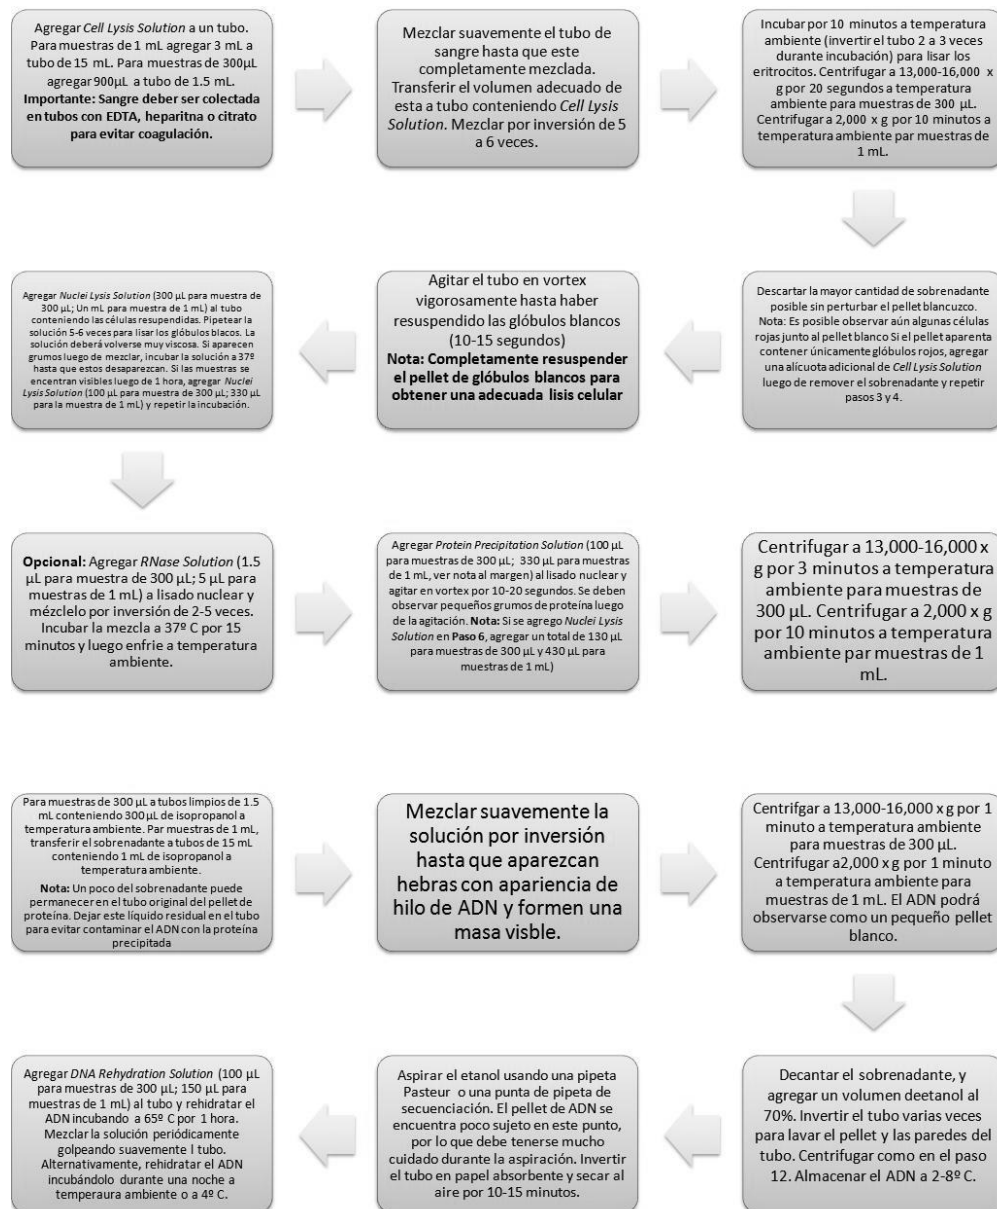 Agregar Cell Lysis Solution a un tubo.
Para muestras de 1 mL agregar 3 mL a
tubo de 15 mL. Para muestras de 300µL
agregar 900µL a tubo de 1.5 mL.
Importante: Sangre deber ser colectada
en tubos con EDTA, heparitna o citrato
para evitar coagulación.
Mezclar suavemente el tubo de
sangre hasta que este
completamente mezclada.
Transferir el volumen adecuado de
esta a tubo conteniendo Cell Lysis
Solution. Mezclar por inversión de 5
a 6 veces.
Incubar por 10 minutos a temperatura
ambiente (invertir el tubo 2 a 3 veces
durante incubación) para lisar los
eritrocitos. Centrifugar a 13,000-16,000 x
g por 20 segundos a temperatura
ambiente para muestras de 300 µL.
Centrifugar a 2,000 x g por 10 minutos a
temperatura ambiente par muestras de
1 mL.
Descartar la mayor cantidad de sobrenadante
posible sin perturbar el pellet blancuzco.
Nota: Es posible observar aún algunas células
rojas junto al pellet blanco Si el pellet aparenta
contener únicamente glóbulos rojos, agregar
una alícuota adicional de Cell Lysis Solution
luego de remover el sobrenadante y repetir
pasos 3 y 4.
Agitar el tubo en vortex
vigorosamente hasta haber
resuspendido las glóbulos blancos
(10-15 segundos)
Nota: Completamente resuspender
el pellet de glóbulos blancos para
obtener una adecuada lisis celular
Agregar Nuclei Lysis Solution (300 µL para muestra de
300 µL; Un mL para muestra de 1 mL) al tubo
conteniendo las células resupendidas. Pipetear la
solución 5-6 veces para lisar los glóbulos blacos. La
solución deberá volverse muy viscosa. Si aparecen
grumos luego de mezclar, incubar la solución a 37º
hasta que estos desaparezcan. Si las muestras se
encentran visibles luego de 1 hora, agregar Nuclei
Lysis Solution (100 µL para muestra de 300 µL; 330 µL
para la muestra de 1 mL) y repetir la incubación.
Opcional: Agregar RNase Solution (1.5
µL para muestra de 300 µL; 5 µL para
muestras de 1 mL) a lisado nuclear y
mézclelo por inversión de 2-5 veces.
Incubar la mezcla a 37º C por 15
minutos y luego enfrie a temperatura
ambiente.
Agregar Protein Precipitation Solution (100 µL
para muestras de 300 µL; 330 µL para muestras
de 1 mL, ver nota al margen) al lisado nuclear y
agitar en vortex por 10-20 segundos. Se deben
observar pequeños grumos de proteína luego
de la agitación. Nota: Si se agrego Nuclei Lysis
Solution en Paso 6, agregar un total de 130 µL
para muestras de 300 µL y 430 µL para
muestras de 1 mL)
Centrifugar a 13,000-16,000 x
g por 3 minutos a temperatura
ambiente para muestras de
300 µL. Centrifugar a 2,000 x g
por 10 minutos a temperatura
ambiente par muestras de 1
mL.
Para muestras de 300 µL a tubos limpios de 1.5
mL conteniendo 300 µL de isopropanol a
temperatura ambiente. Par muestras de 1 mL,
transferir el sobrenadante a tubos de 15 mL
conteniendo 1 mL de isopropanol a
temperatura ambiente.
Nota: Un poco del sobrenadante puede
permanecer en el tubo original del pellet de
proteína. Dejar este líquido residual en el tubo
para evitar contaminar el ADN con la proteína
precipitada
Mezclar suavemente la
solución por inversión
hasta que aparezcan
hebras con apariencia de
hilo de ADN y formen una
masa visble.
Centrifgar a 13,000-16,000 x g por 1
minuto a temperatura ambiente
para muestras de 300 µL.
Centrifugar a2,000 x g por 1 minuto
a temperatura ambiente para
muestras de 1 mL. El ADN podrá
observarse como un pequeño pellet
blanco.
Decantar el sobrenadante, y
agregar un volumen deetanol al
70%. Invertir el tubo varias veces
para lavar el pellet y las paredes del
tubo. Centrifugar como en el paso
12. Almacenar el ADN a 2-8º C.
Aspirar el etanol usando una pipeta
Pasteur o una punta de pipeta de
secuenciación. El pellet de ADN se
encuentra poco sujeto en este punto,
por lo que debe tenerse mucho
cuidado durante la aspiración. Invertir
el tubo en papel absorbente y secar al
aire por 10-15 minutos.
Agregar DNA Rehydration Solution (100 µL
para muestras de 300 µL; 150 µL para
muestras de 1 mL) al tubo y rehidratar el
ADN incubando a 65º C por 1 hora.
Mezclar la solución periódicamente
golpeando suavemente l tubo.
Alternativamente, rehidratar el ADN
incubándolo durante una noche a
temperaura ambiente o a 4º C.